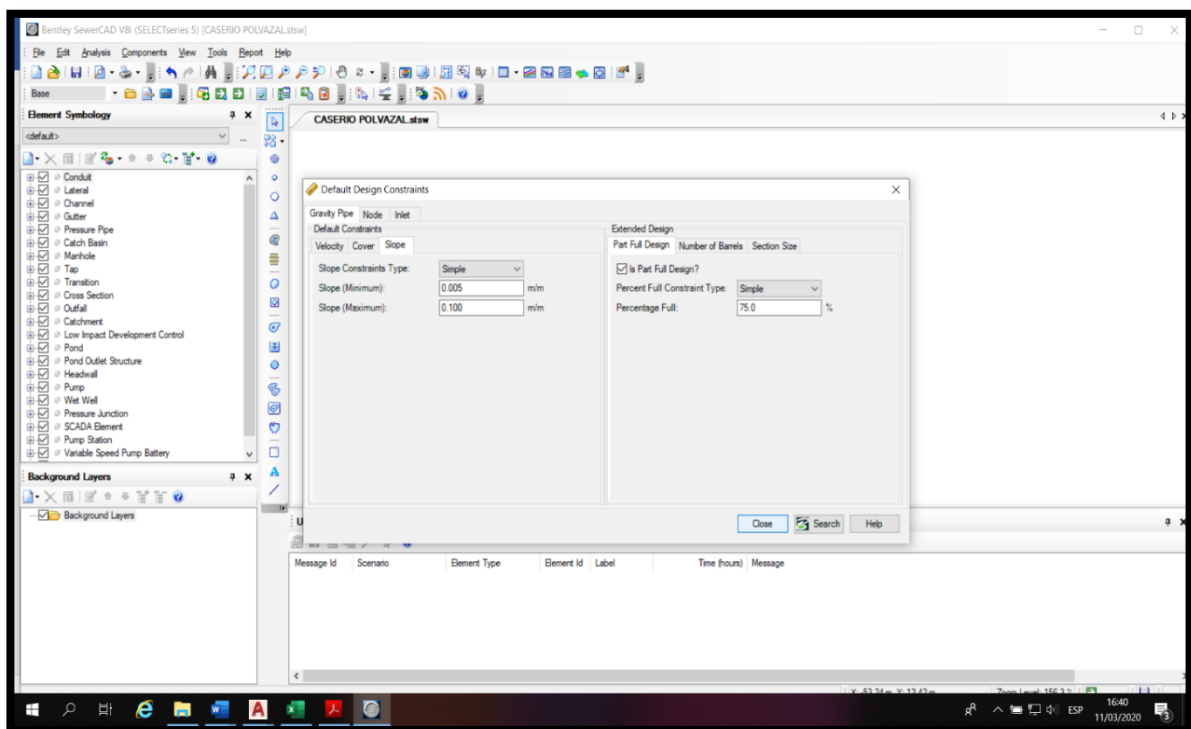 Bentley SewerCAD V8i (SELECTseries 5) [CASERIO POLVAZAL.stsw]
File Edit Analysis Components View Tools Report Help
Base
Element Symbology
<default>
CASERIO POLVAZAL.stsw
Conduit
Lateral
Channel
Gutter
Pressure Pipe
Catch Basin
Manhole
Tap
Transition
Cross Section
Outfall
Catchment
Low Impact Development Control
Pond
Pond Outlet Structure
Headwall
Pump
Wet Well
Pressure Junction
SCADA Element
Pump Station
Variable Speed Pump Battery
Background Layers
Background Layers
Default Design Constraints
Gravity Pipe Node Inlet
Default Constraints
Velocity Cover Slope
Slope Constraints Type: Simple
Slope (Minimum): 0.005 m/m
Slope (Maximum): 0.100 m/m
Extended Design
Part Full Design Number of Barrels Section Size
Is Part Full Design?
Percent Full Constraint Type: Simple
Percentage Full: 75.0 %
Close Search Help
U
Message Id Scenario Element Type Element Id Label Time (hours) Message
ESP
16:40
11/03/2020